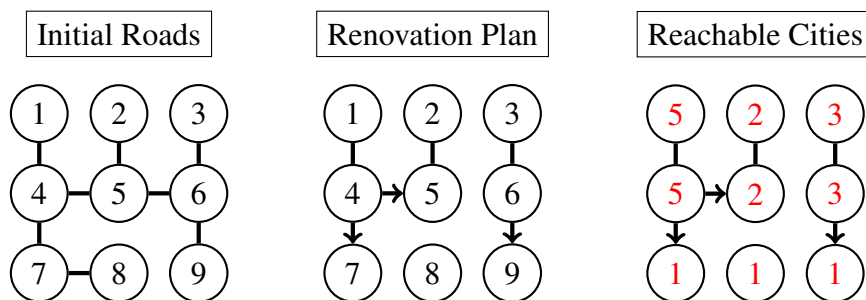 Initial Roads Renovation Plan Reachable Cities
1 2 3 1 2 3 5 2 3
4 5 6 4 5 6 5 2 3
7 8 9 7 8 9 1 1 1